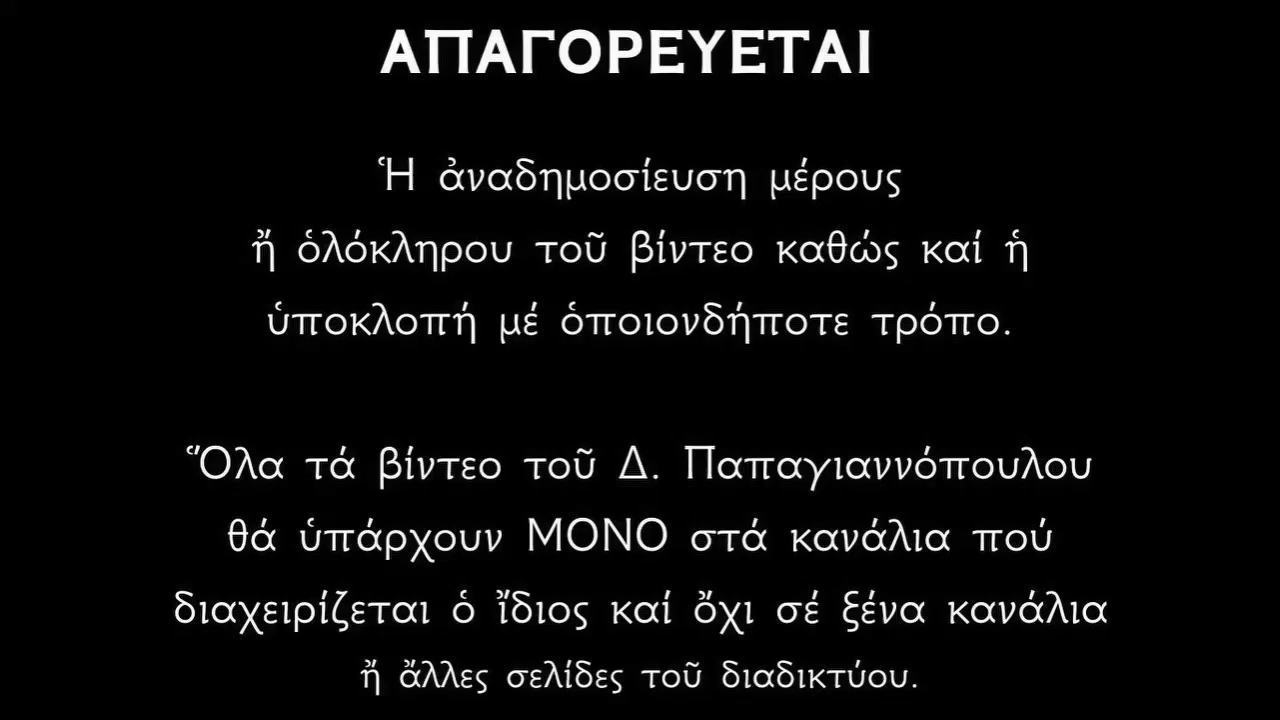 ΑΠΑΓΟΡΕΥΕΤΑΙ
Ἡ ἀναδημοσίευση μέρους
ἤ ὁλόκληρου τοῦ βίντεο καθώς καί ἡ
ὑποκλοπή μέ ὁποιονδήποτε τρόπο.
Ὅλα τά βίντεο τοῦ Δ. Παπαγιαννόπουλου
θά ὑπάρχουν ΜΟΝΟ στά κανάλια πού
διαχειρίζεται ὁ ἴδιος καί ὄχι σέ ξένα κανάλια
ἤ ἄλλες σελίδες τοῦ διαδικτύου.